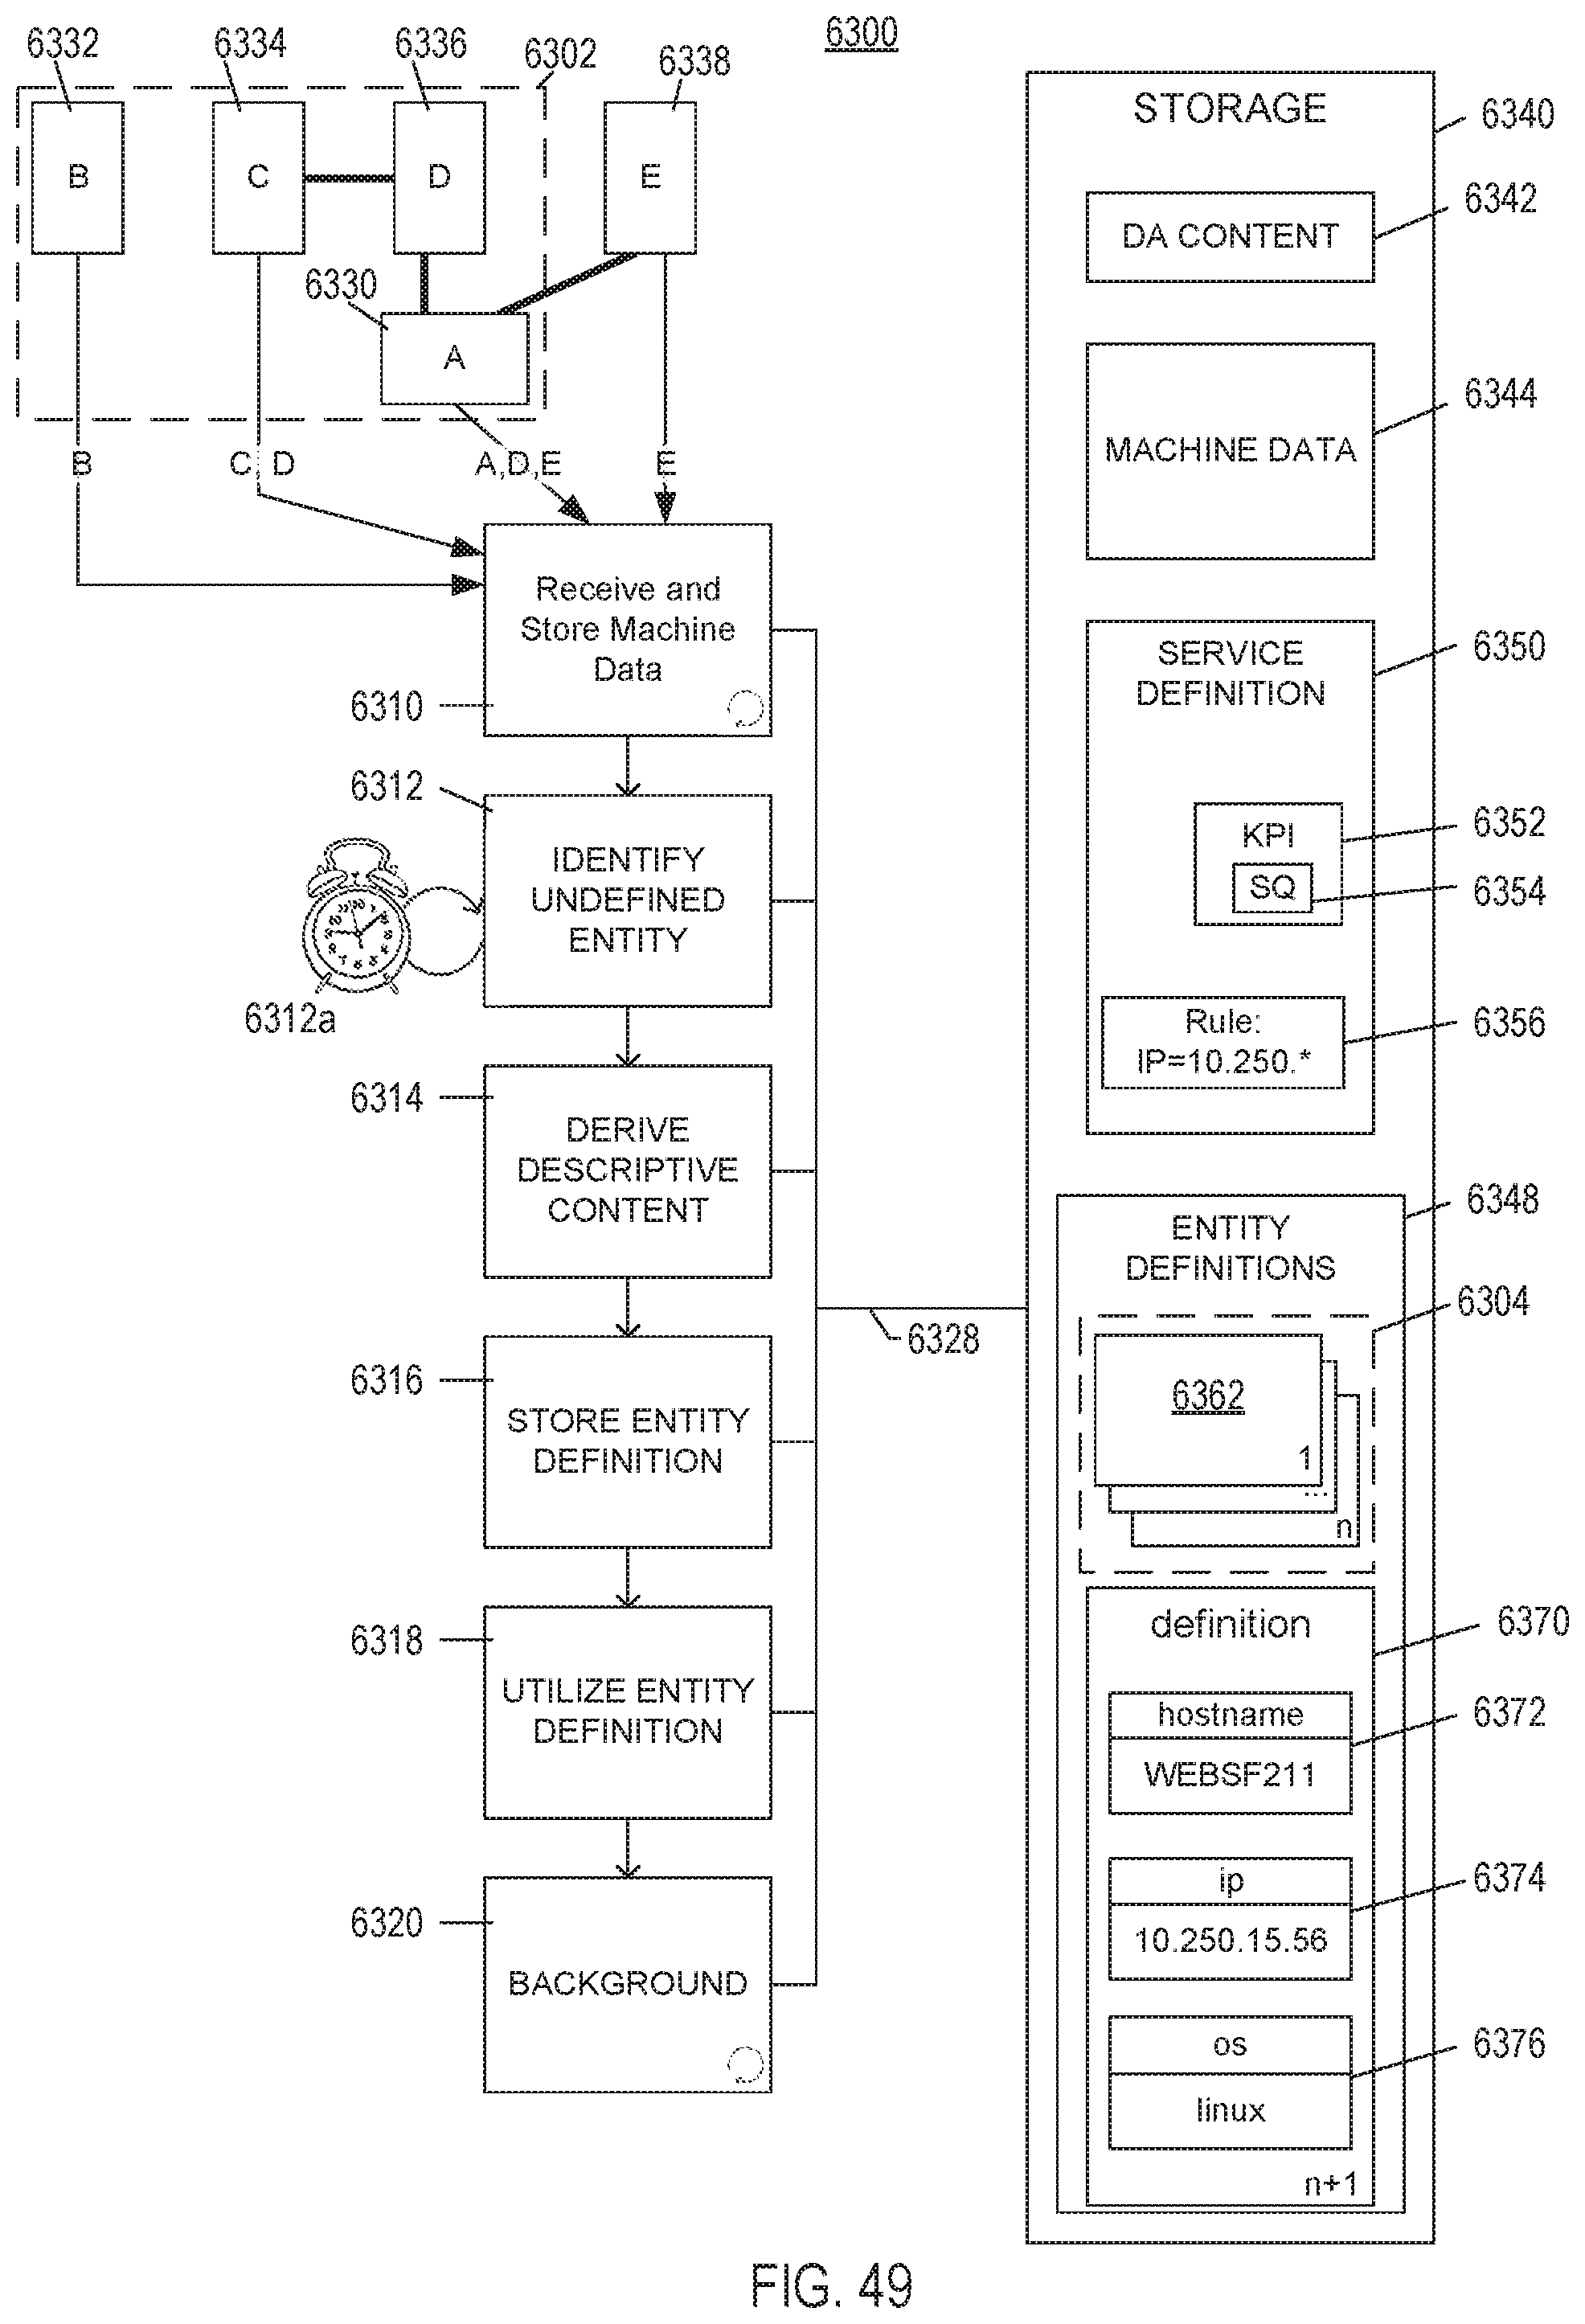 6300
6332
6334
6336
6302
6338
B
C
D
E
6330
A
B
C, D
A,D,E
E
Receive and
Store Machine
Data
6310
6312
IDENTIFY
UNDEFINED
ENTITY
6312a
6314
DERIVE
DESCRIPTIVE
CONTENT
6316
STORE ENTITY
DEFINITION
6318
UTILIZE ENTITY
DEFINITION
6320
BACKGROUND
6328
STORAGE
6340
DA CONTENT
6342
MACHINE DATA
6344
SERVICE
DEFINITION
6350
KPI
6352
SQ
6354
Rule:
IP=10.250.*
6356
ENTITY
DEFINITIONS
6348
6304
6362
1
...
n
definition
6370
hostname
WEBSF211
6372
ip
10.250.15.56
6374
os
linux
6376
n+1
FIG. 49